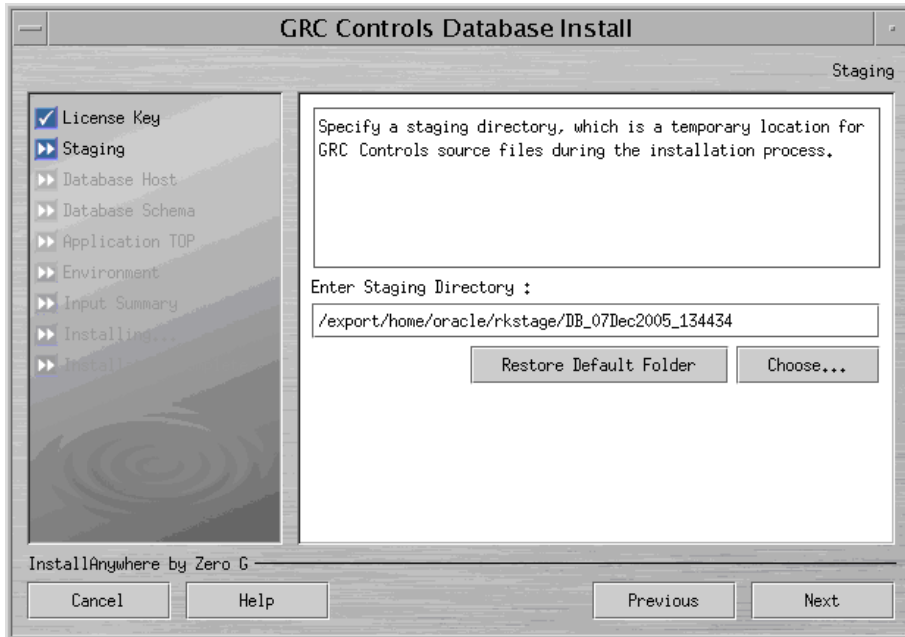 GRC Controls Database Install
Staging
License Key
Staging
Database Host
Database Schema
Application TOP
Environment
Input Summary
Installing...
Specify a staging directory, which is a temporary location for
GRC Controls source files during the installation process.
Enter Staging Directory :
/export/home/oracle/rkstage/DB_07Dec2005_134434
Restore Default Folder
Choose...
InstallAnywhere by Zero G
Cancel
Help
Previous
Next